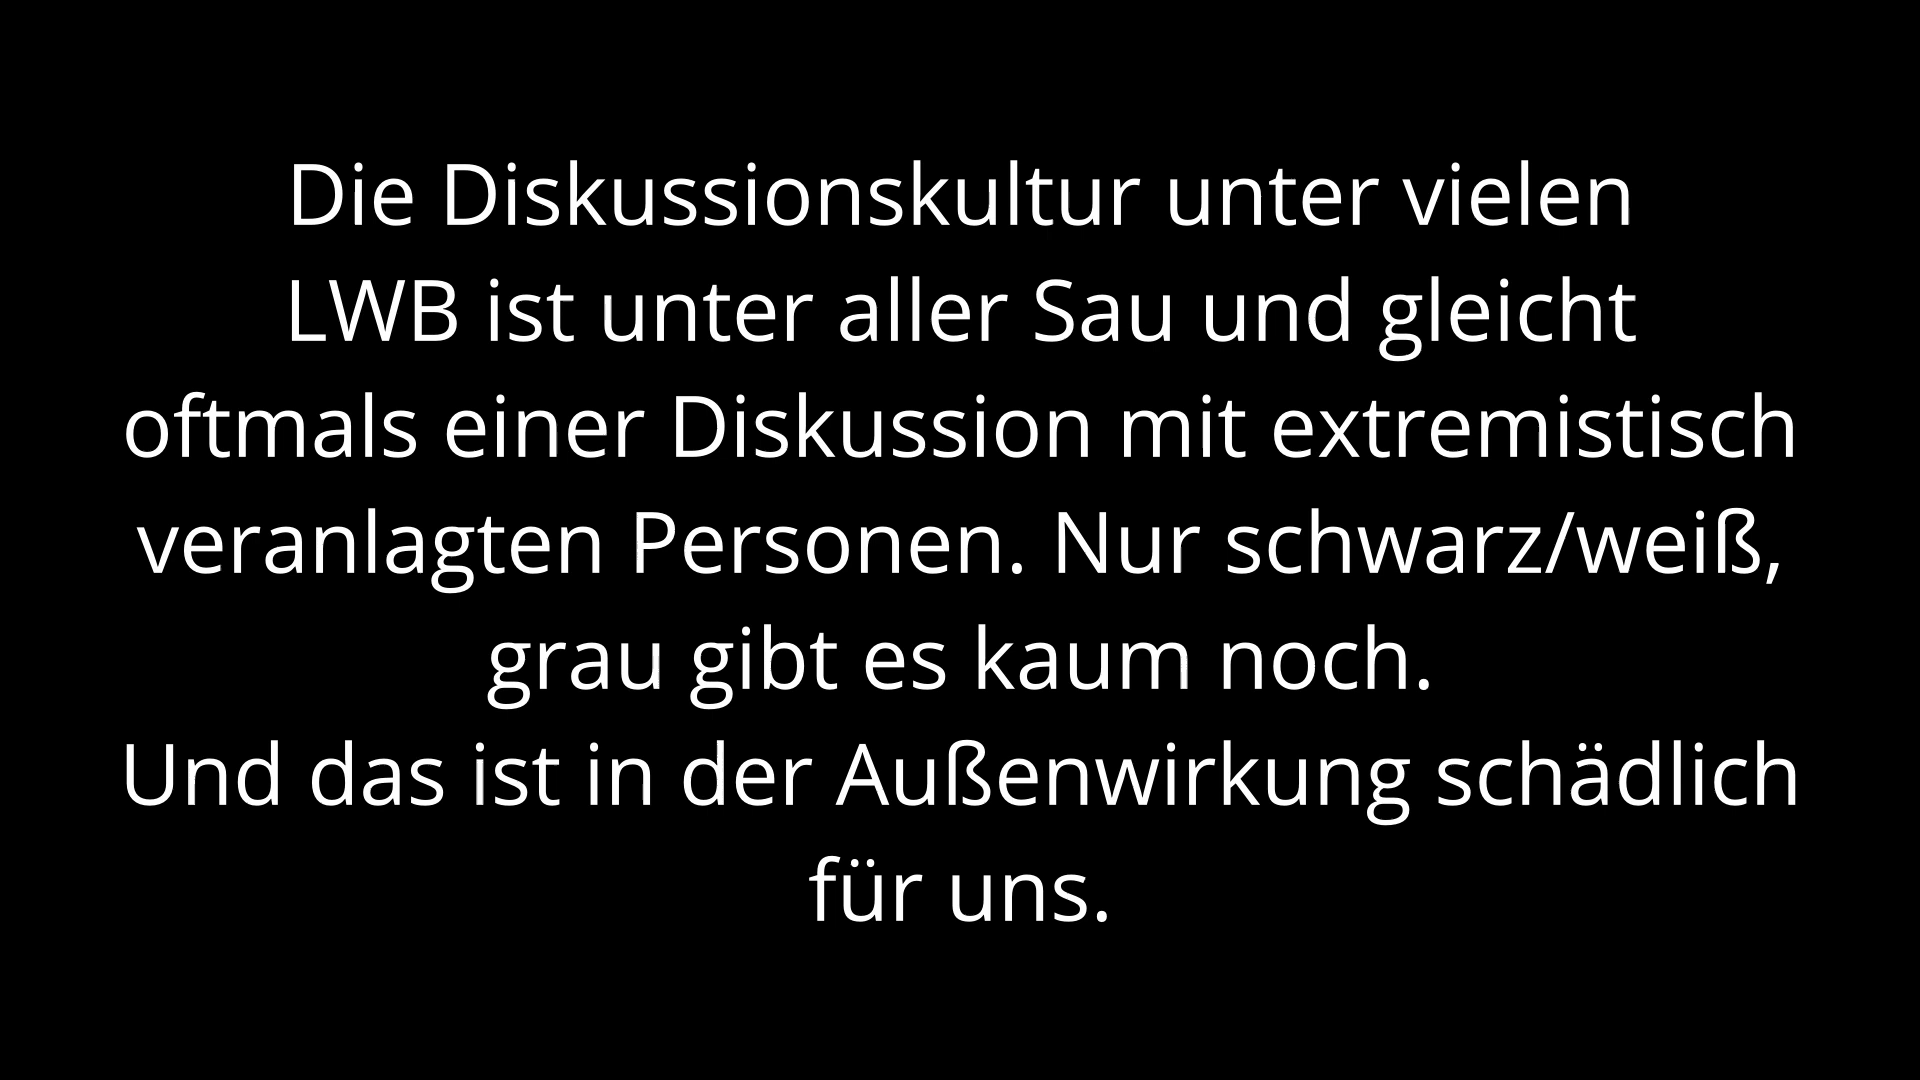 Die Diskussionskultur unter vielen
LWB ist unter aller Sau und gleicht
oftmals einer Diskussion mit extremistisch
veranlagten Personen. Nur schwarz/weiß,
grau gibt es kaum noch.
Und das ist in der Außenwirkung schädlich
für uns.